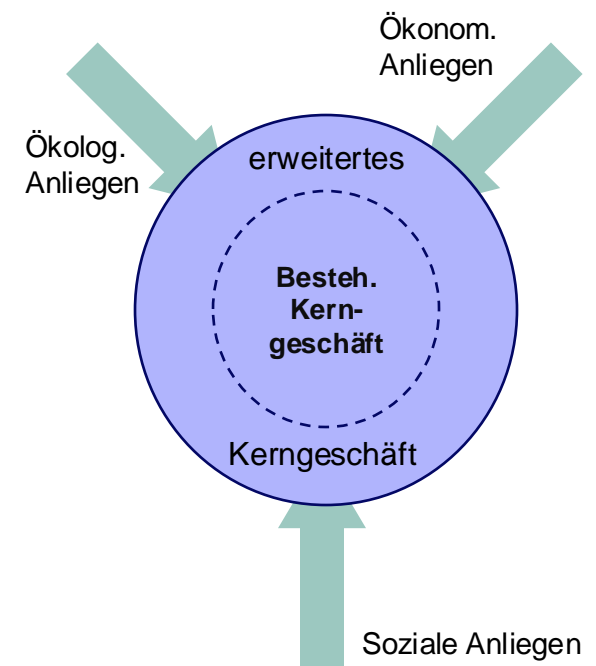 Ökonom.
Anliegen
Ökolog.
Anliegen
erweitertes
Besteh.
Kern-
geschäft
Kerngeschäft
Soziale Anliegen